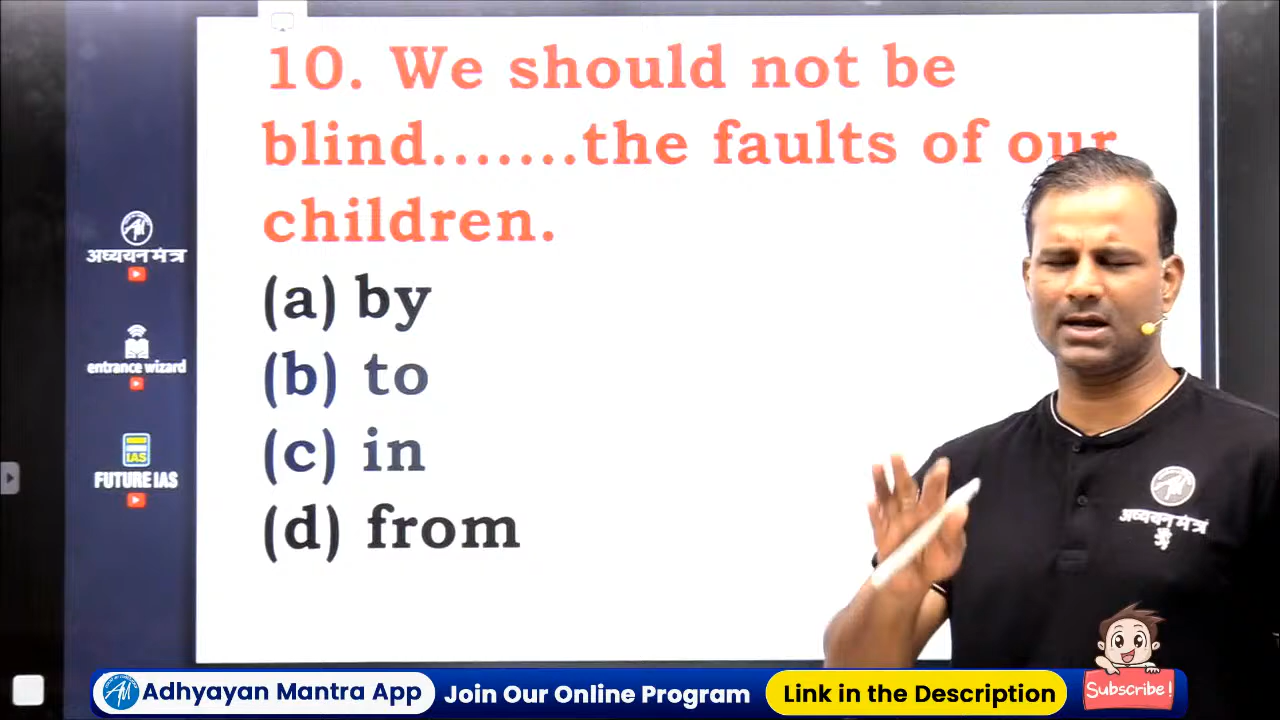 10. We should not be
blind.......the faults of our
children.
(a) by
(b) to
(c) in
(d) from
अध्ययन मंत्र
entrance wizard
IAS
FUTURE IAS
अध्ययन मंत्र
Adhyayan Mantra App
Join Our Online Program
Link in the Description
Subscribe!